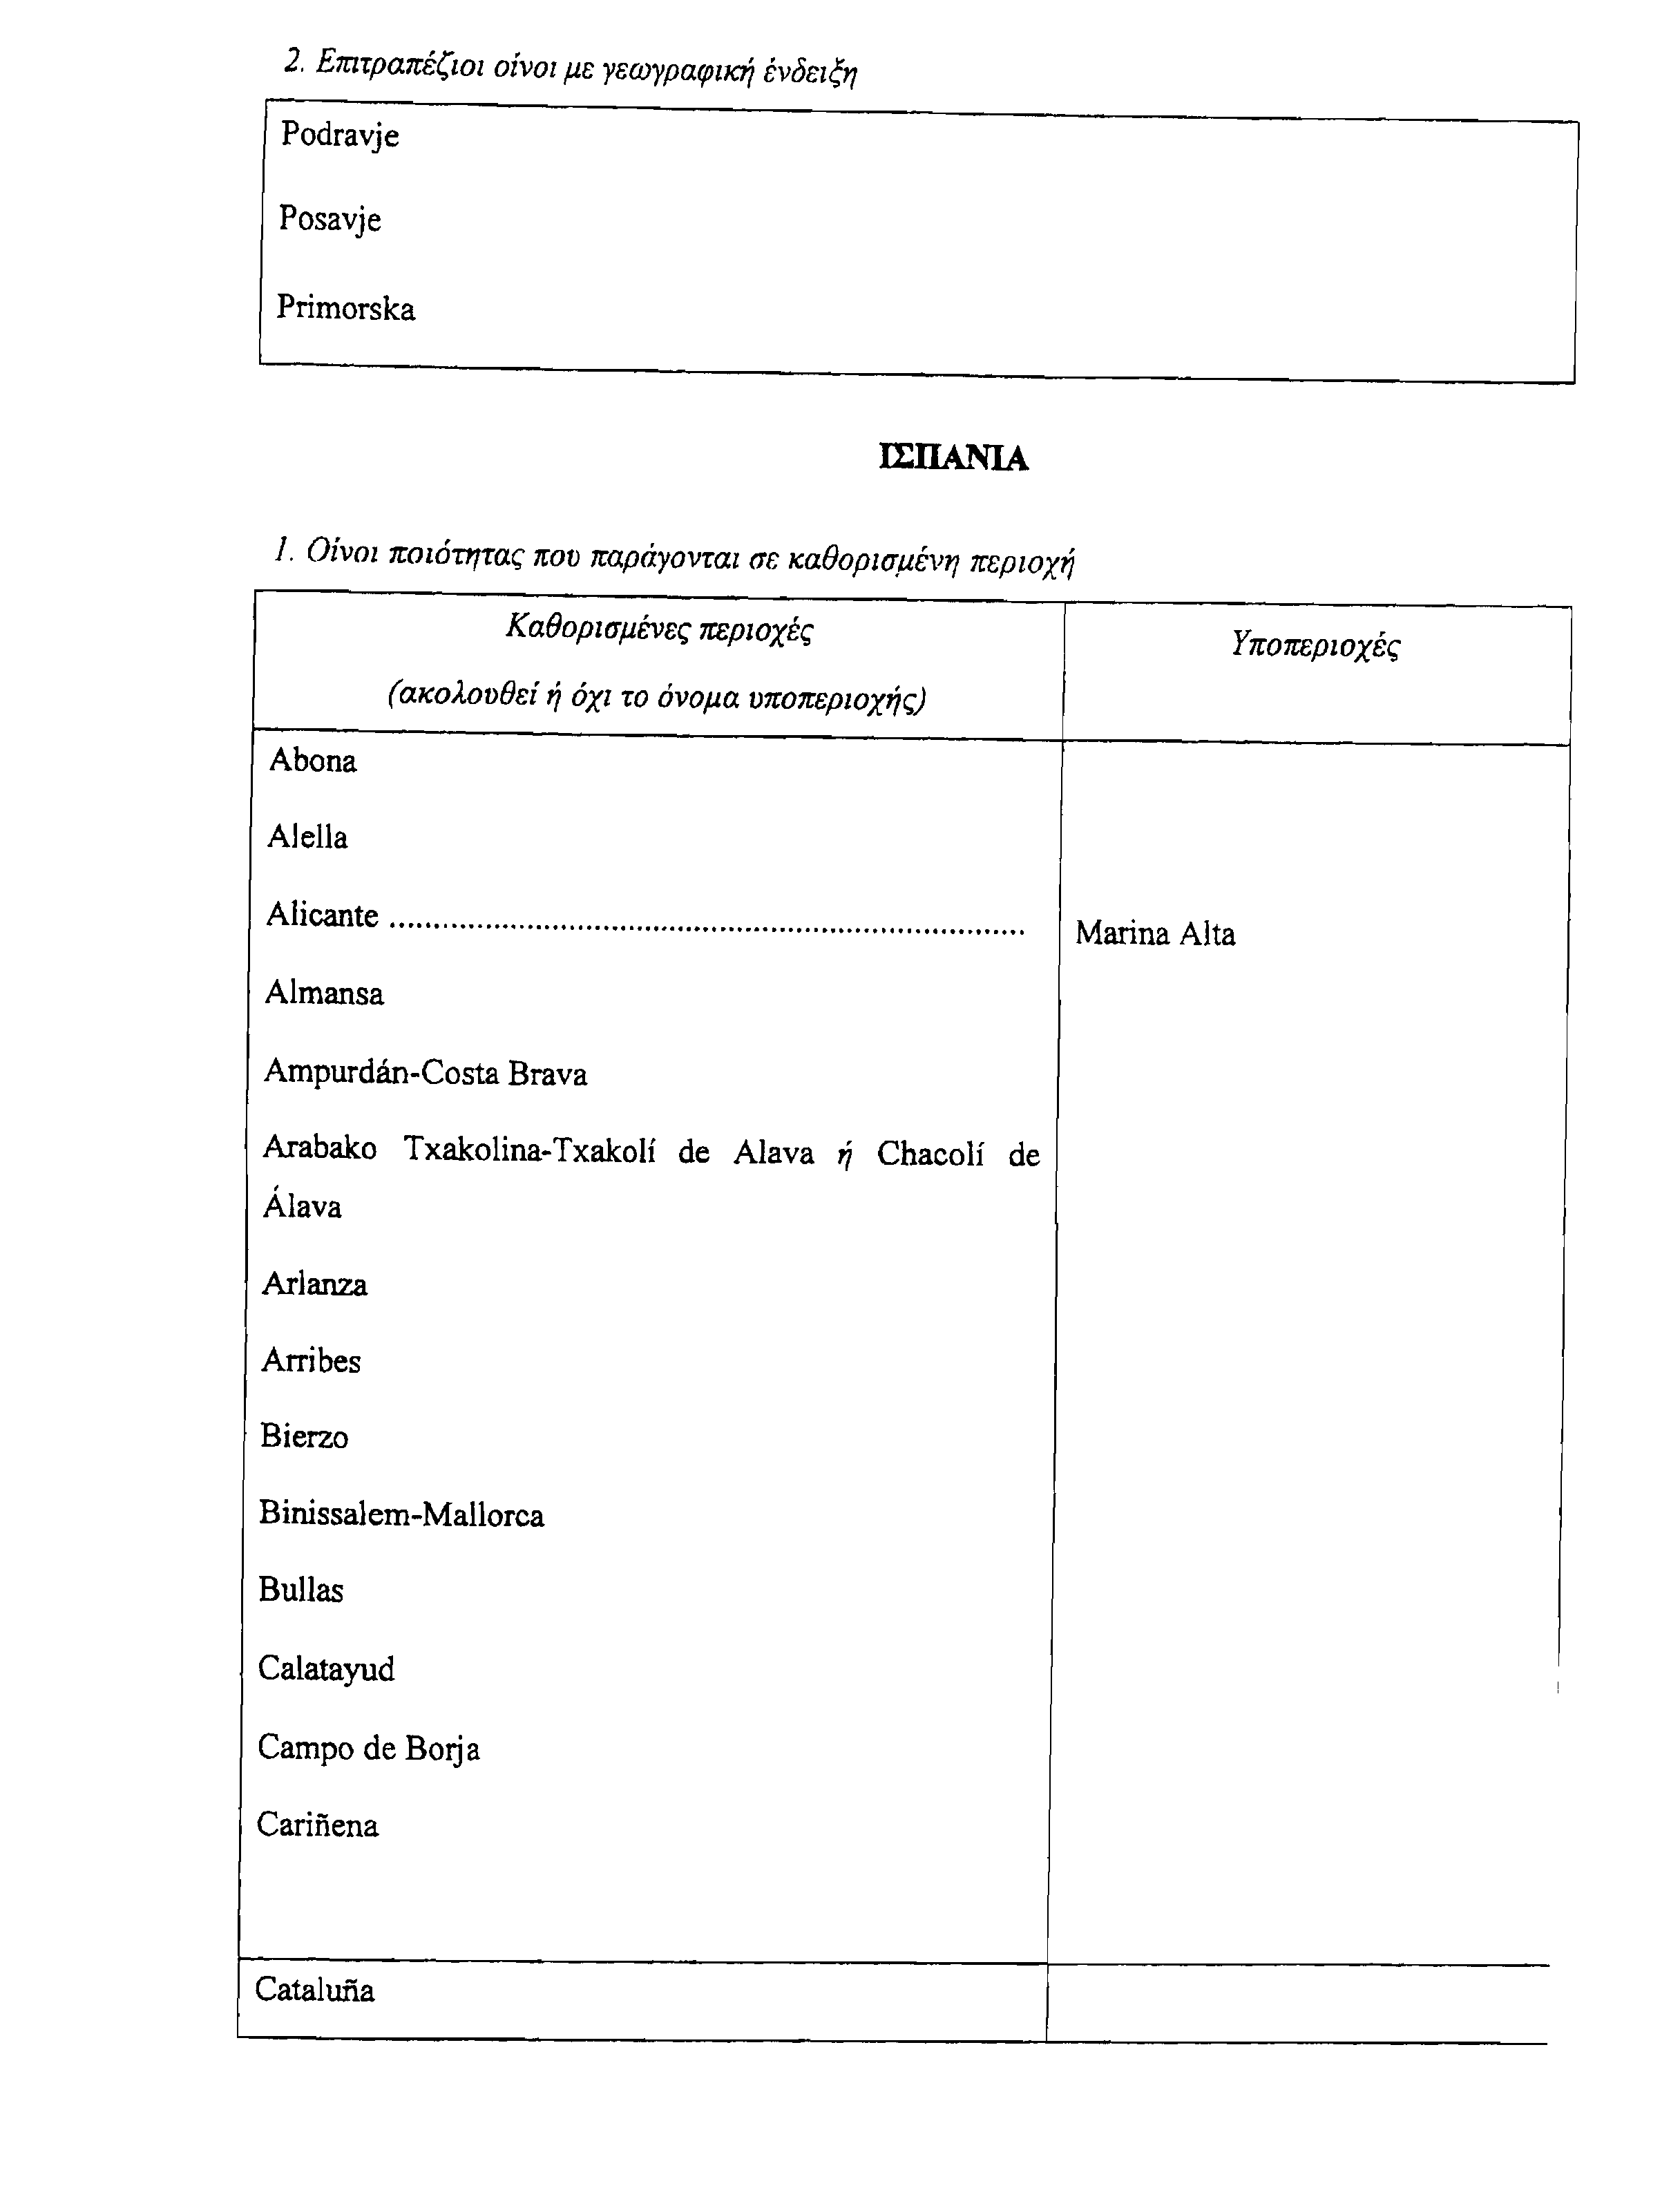 2. Επιτραπέζιοι οίνοι με γεωγραφική ένδειξη
Podravje
Posavje
Primorska
ΙΣΠΑΝΙΑ
1. Οίνοι ποιότητας που παράγονται σε καθορισμένη περιοχή
Καθορισμένες περιοχές
(ακολουθεί ή όχι το όνομα υποπεριοχής)
Υποπεριοχές
Abona
Alella
Alicante ........................................................................ Marina Alta
Almansa
Ampurdán-Costa Brava
Arabako Txakolina-Txakolí de Alava ή Chacolí de
Álava
Arlanza
Arribes
Bierzo
Binissalem-Mallorca
Bullas
Calatayud
Campo de Borja
Cariñena
Cataluña